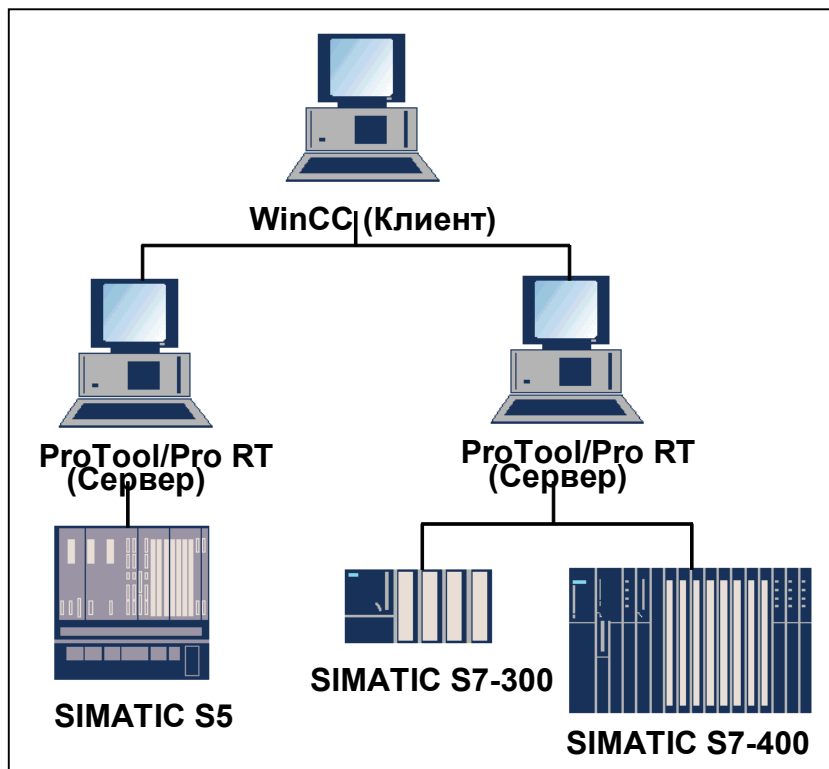 WinCC (Клиент)
ProTool/Pro RT
(Сервер)
ProTool/Pro RT
(Сервер)
SIMATIC S5
SIMATIC S7-300
SIMATIC S7-400